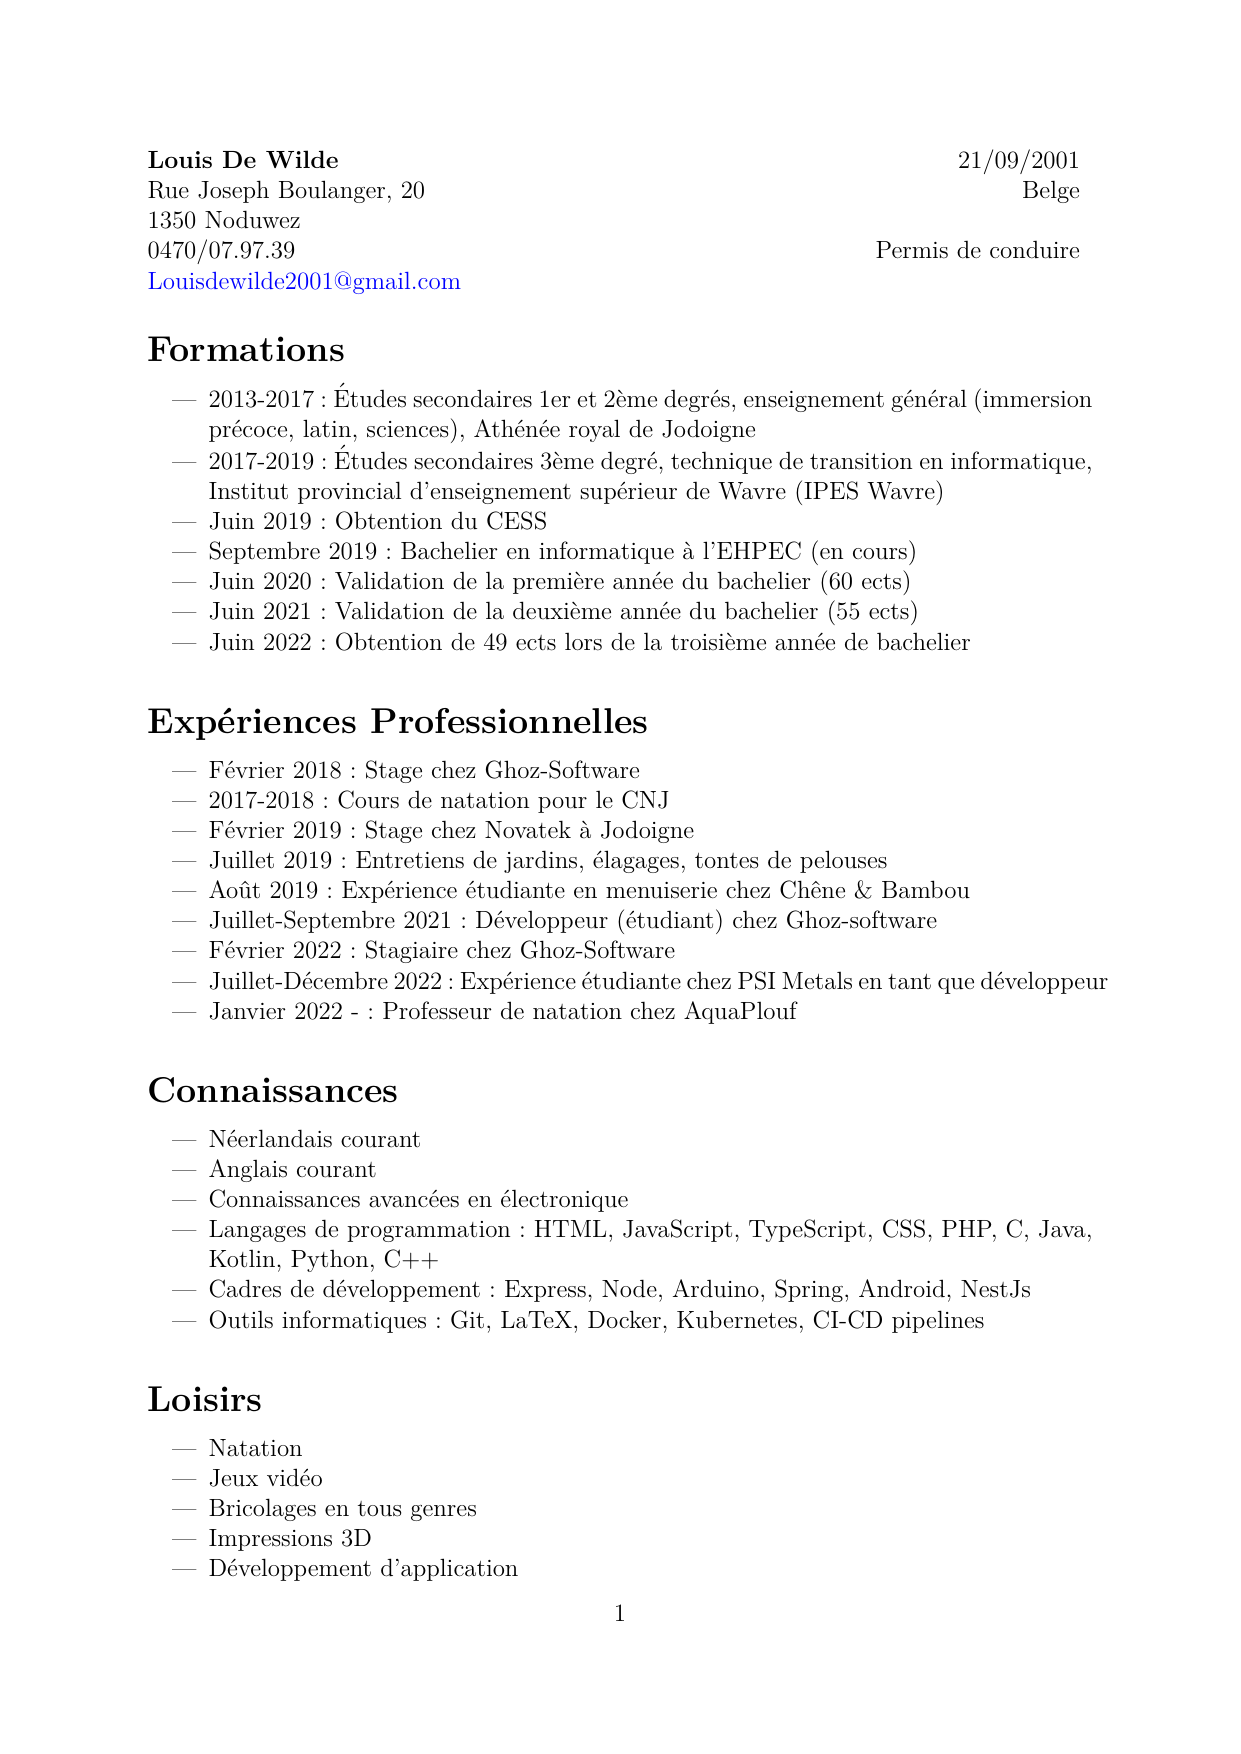 Louis De Wilde 21/09/2001
Rue Joseph Boulanger, 20 Belge
1350 Noduwez
0470/07.97.39 Permis de conduire
Louisdewilde2001@gmail.com
Formations
— 2013-2017 : Études secondaires 1er et 2ème degrés, enseignement général (immersion
précoce, latin, sciences), Athénée royal de Jodoigne
— 2017-2019 : Études secondaires 3ème degré, technique de transition en informatique,
Institut provincial d'enseignement supérieur de Wavre (IPES Wavre)
— Juin 2019 : Obtention du CESS
— Septembre 2019 : Bachelier en informatique à l'EHPEC (en cours)
— Juin 2020 : Validation de la première année du bachelier (60 ects)
— Juin 2021 : Validation de la deuxième année du bachelier (55 ects)
— Juin 2022 : Obtention de 49 ects lors de la troisième année de bachelier
Expériences Professionnelles
— Février 2018 : Stage chez Ghoz-Software
— 2017-2018 : Cours de natation pour le CNJ
— Février 2019 : Stage chez Novatek à Jodoigne
— Juillet 2019 : Entretiens de jardins, élagages, tontes de pelouses
— Août 2019 : Expérience étudiante en menuiserie chez Chêne & Bambou
— Juillet-Septembre 2021 : Développeur (étudiant) chez Ghoz-software
— Février 2022 : Stagiaire chez Ghoz-Software
— Juillet-Décembre 2022 : Expérience étudiante chez PSI Metals en tant que développeur
— Janvier 2022 - : Professeur de natation chez AquaPlouf
Connaissances
— Néerlandais courant
— Anglais courant
— Connaissances avancées en électronique
— Langages de programmation : HTML, JavaScript, TypeScript, CSS, PHP, C, Java,
Kotlin, Python, C++
— Cadres de développement : Express, Node, Arduino, Spring, Android, NestJs
— Outils informatiques : Git, LaTeX, Docker, Kubernetes, CI-CD pipelines
Loisirs
— Natation
— Jeux vidéo
— Bricolages en tous genres
— Impressions 3D
— Développement d'application
1